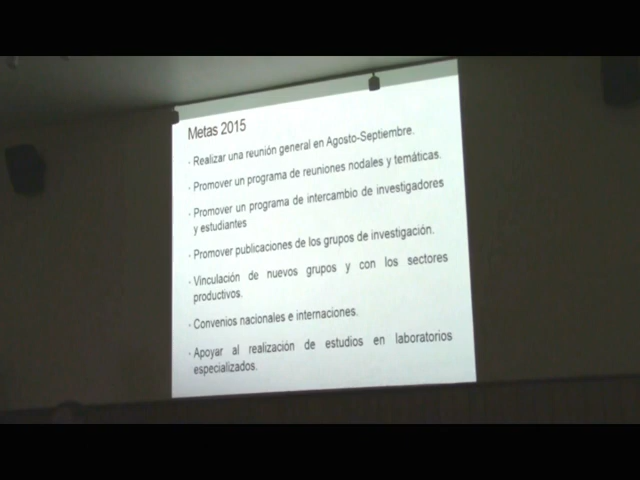 Metas 2015
- Realizar una reunión general en Agosto-Septiembre.
- Promover un programa de reuniones nodales y temáticas.
- Promover un programa de intercambio de investigadores
y estudiantes
- Promover publicaciones de los grupos de investigación.
- Vinculación de nuevos grupos y con los sectores
productivos.
- Convenios nacionales e internaciones.
- Apoyar al realización de estudios en laboratorios
especializados.